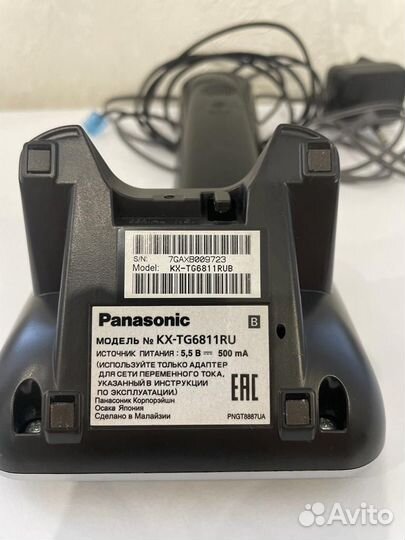 S/N: 7GAXB009723
Model: KX-TG6811RUB
Panasonic B
МОДЕЛЬ № KX-TG6811RU
ИСТОЧНИК ПИТАНИЯ : 5,5 В ⎓ 500 mA
(ИСПОЛЬЗУЙТЕ ТОЛЬКО АДАПТЕР
ДЛЯ СЕТИ ПЕРЕМЕННОГО ТОКА,
УКАЗАННЫЙ В ИНСТРУКЦИИ
ПО ЭКСПЛУАТАЦИИ)
Панасоник Корпорэйшн
Осака Япония
Сделано в Малайзии
EAC
PNGT8887UA
Avito